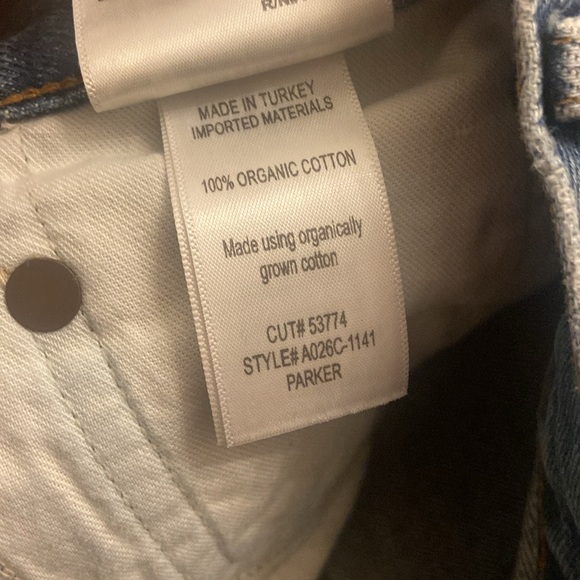 MADE IN TURKEY
IMPORTED MATERIALS
100% ORGANIC COTTON
Made using organically
grown cotton
CUT# 53774
STYLE# A026C-1141
PARKER